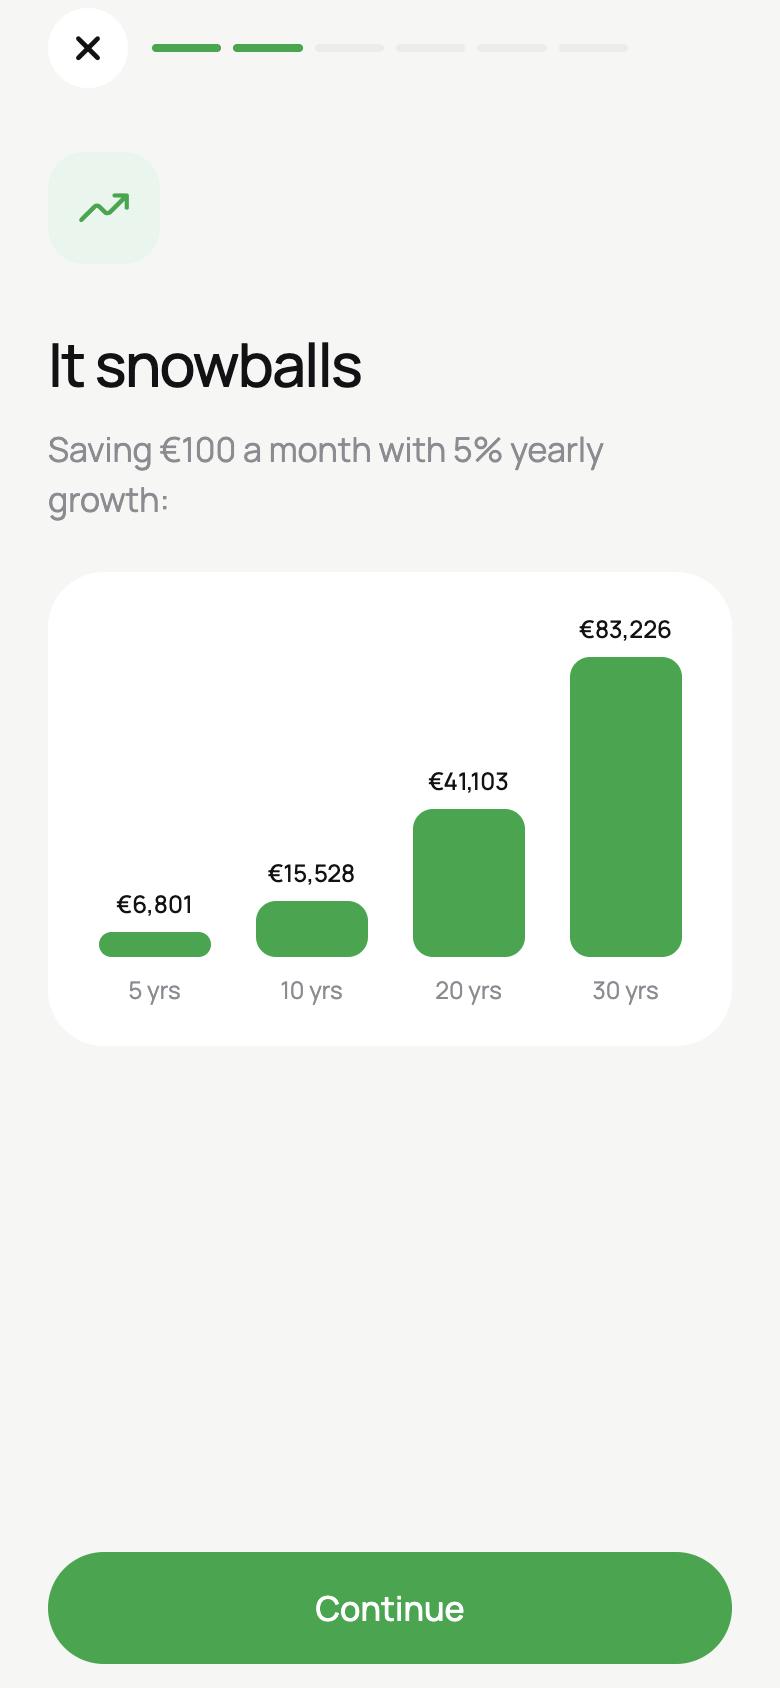 It snowballs
Saving €100 a month with 5% yearly
growth:
€83,226
€41,103
€15,528
€6,801
5 yrs
10 yrs
20 yrs
30 yrs
Continue